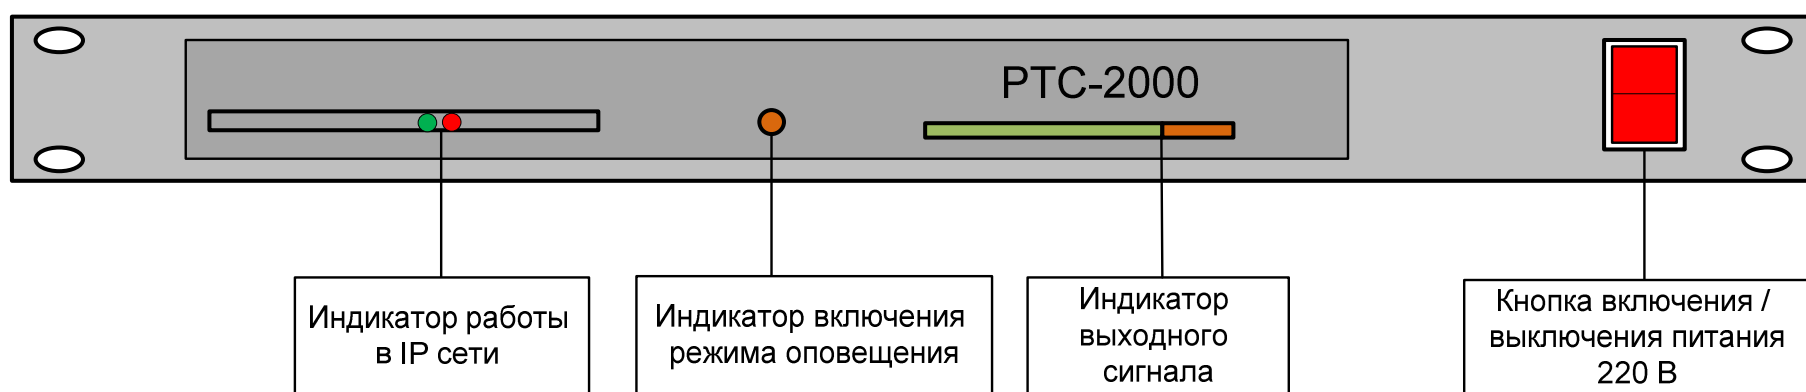 РТС-2000
Индикатор работы
в IP сети
Индикатор включения
режима оповещения
Индикатор
выходного
сигнала
Кнопка включения /
выключения питания
220 В